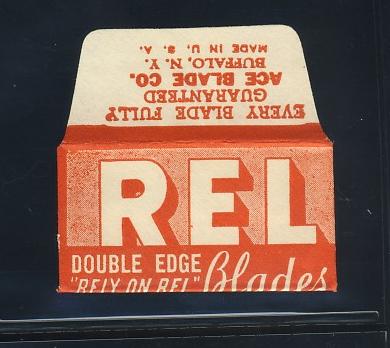 EVERY BLADE FULLY
GUARANTEED
ACE BLADE CO.
BUFFALO, N. Y.
MADE IN U. S. A.
REL
DOUBLE EDGE
"RELY ON REL" Blades